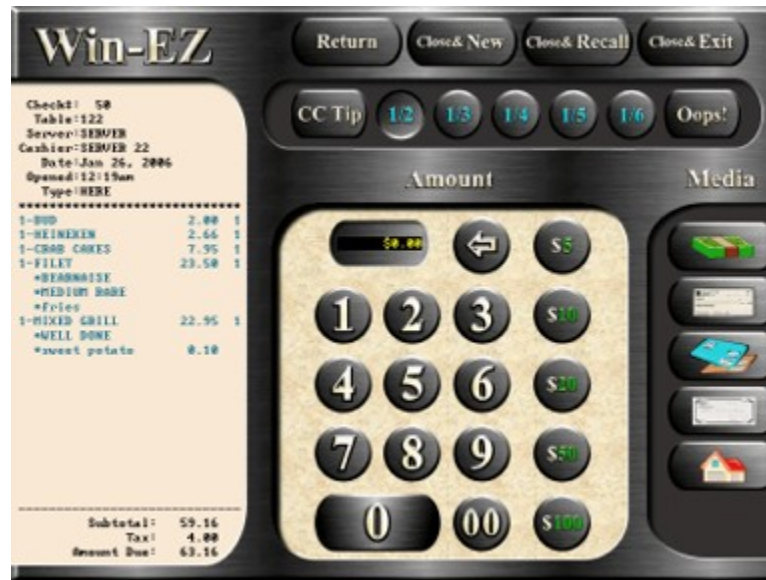 Win-EZ
Return
Close& New
Close& Recall
Close& Exit
CC Tip
1/2
1/3
1/4
1/5
1/6
Oops!
Check#: 50
Table:122
Server:SERVER
Cashier:SERVER 22
Date:Jan 26, 2006
Opened:12:19am
Type:HERE
1-BUD 2.00 1
1-HEINEKEN 2.66 1
1-CRAB CAKES 7.95 1
1-FILET 23.50 1
*BEARNAISE
*MEDIUM RARE
*fries
1-MIXED GRILL 22.95 1
*WELL DONE
*sweet potato 0.10
Subtotal: 59.16
Tax: 4.00
Amount Due: 63.16
Amount
$0.00
$5
1 2 3 $10
4 5 6 $20
7 8 9 $50
0 00 $100
Media